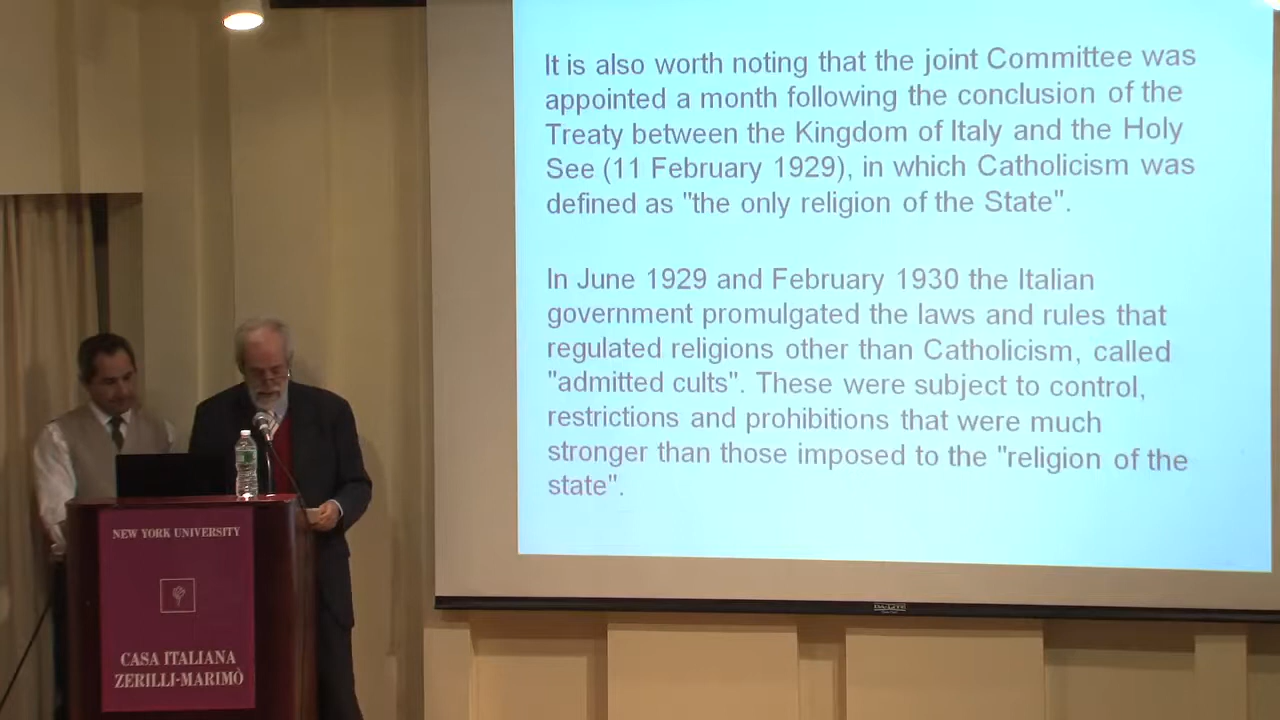 It is also worth noting that the joint Committee was
appointed a month following the conclusion of the
Treaty between the Kingdom of Italy and the Holy
See (11 February 1929), in which Catholicism was
defined as "the only religion of the State".
In June 1929 and February 1930 the Italian
government promulgated the laws and rules that
regulated religions other than Catholicism, called
"admitted cults". These were subject to control,
restrictions and prohibitions that were much
stronger than those imposed to the "religion of the
state".
NEW YORK UNIVERSITY
CASA ITALIANA
ZERILLI-MARIMÒ
DA-LITE